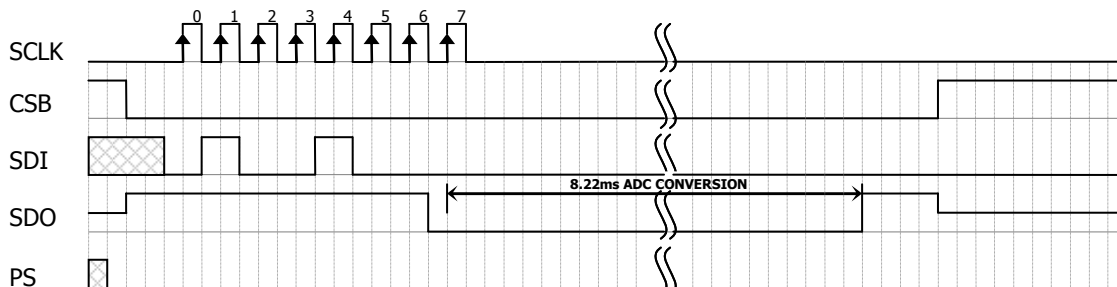 0 1 2 3 4 5 6 7
SCLK
CSB
SDI
8.22ms ADC CONVERSION
SDO
PS